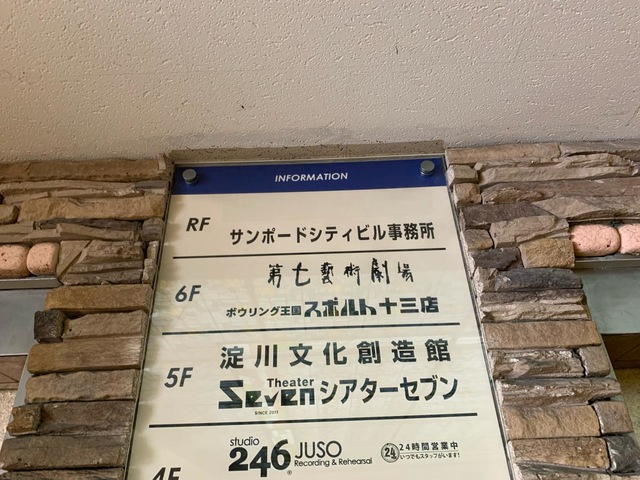 INFORMATION
RF サンポードシティビル事務所
第七藝術劇場
6F ボウリング王国 スポルト十三店
淀川文化創造館
5F Theater Seven シアターセブン
SINCE 2011
studio 246 JUSO Recording & Rehearsal
24時間営業中
いつでもスタッフがいます!
4F